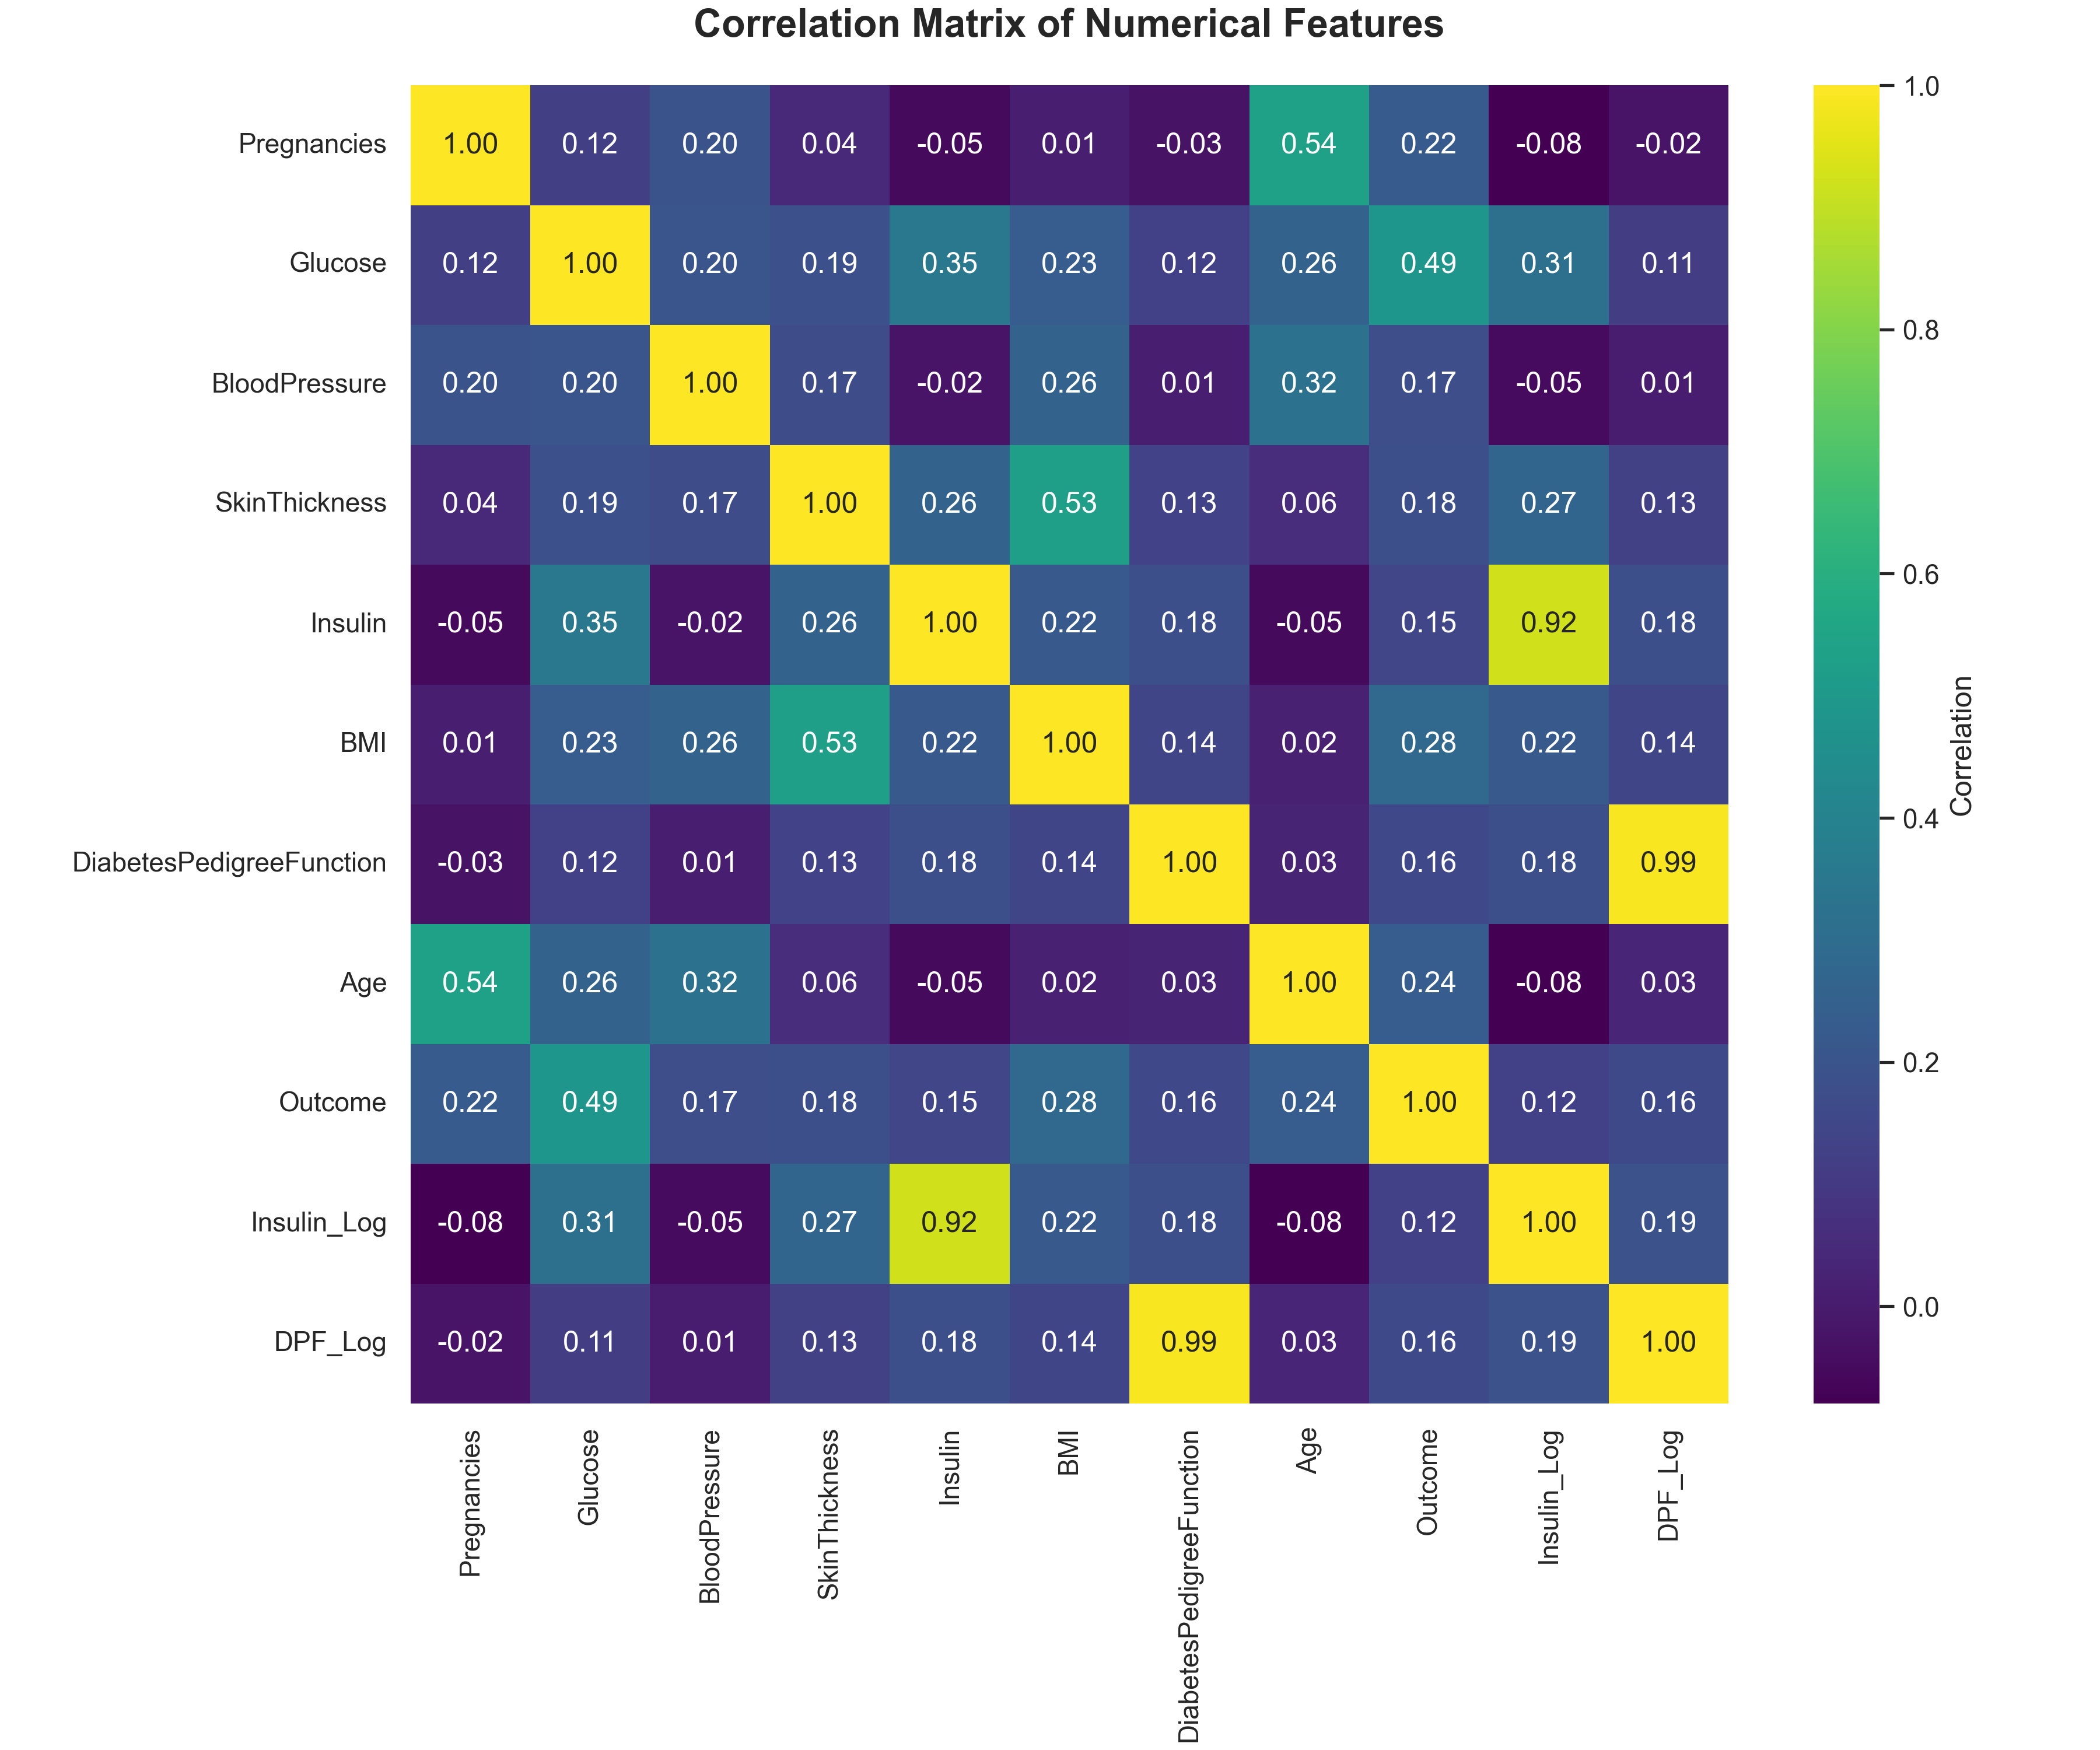 Correlation Matrix of Numerical Features
Pregnancies 1.00 0.12 0.20 0.04 -0.05 0.01 -0.03 0.54 0.22 -0.08 -0.02
Glucose 0.12 1.00 0.20 0.19 0.35 0.23 0.12 0.26 0.49 0.31 0.11
BloodPressure 0.20 0.20 1.00 0.17 -0.02 0.26 0.01 0.32 0.17 -0.05 0.01
SkinThickness 0.04 0.19 0.17 1.00 0.26 0.53 0.13 0.06 0.18 0.27 0.13
Insulin -0.05 0.35 -0.02 0.26 1.00 0.22 0.18 -0.05 0.15 0.92 0.18
BMI 0.01 0.23 0.26 0.53 0.22 1.00 0.14 0.02 0.28 0.22 0.14
DiabetesPedigreeFunction -0.03 0.12 0.01 0.13 0.18 0.14 1.00 0.03 0.16 0.18 0.99
Age 0.54 0.26 0.32 0.06 -0.05 0.02 0.03 1.00 0.24 -0.08 0.03
Outcome 0.22 0.49 0.17 0.18 0.15 0.28 0.16 0.24 1.00 0.12 0.16
Insulin_Log -0.08 0.31 -0.05 0.27 0.92 0.22 0.18 -0.08 0.12 1.00 0.19
DPF_Log -0.02 0.11 0.01 0.13 0.18 0.14 0.99 0.03 0.16 0.19 1.00
Pregnancies
Glucose
BloodPressure
SkinThickness
Insulin
BMI
DiabetesPedigreeFunction
Age
Outcome
Insulin_Log
DPF_Log
1.0
0.8
0.6
0.4
0.2
0.0
Correlation